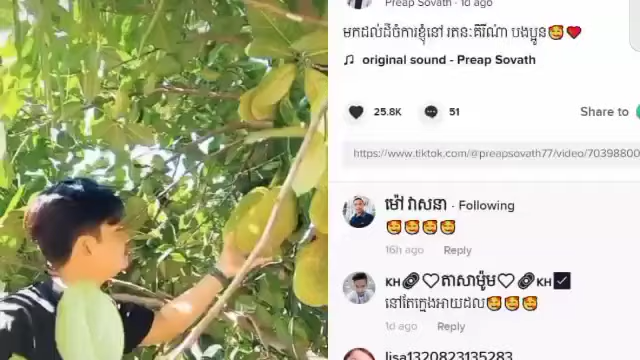 Preap Sovath · 1d ago
មកដល់ដីចំការខ្ញុំនៅ រតនៈគិរីណ៎ា បងប្អូន🥰❤️
♫ original sound - Preap Sovath
25.8K
51
Share to
https://www.tiktok.com/@preapsovath77/video/70398800
ម៉ៅ វាសនា · Following
🥰🥰🥰🥰
16h ago Reply
តាសាម៉ូម
នៅតែក្មេងអាយដល🥰🥰🥰
1d ago Reply
lisa1320823135283